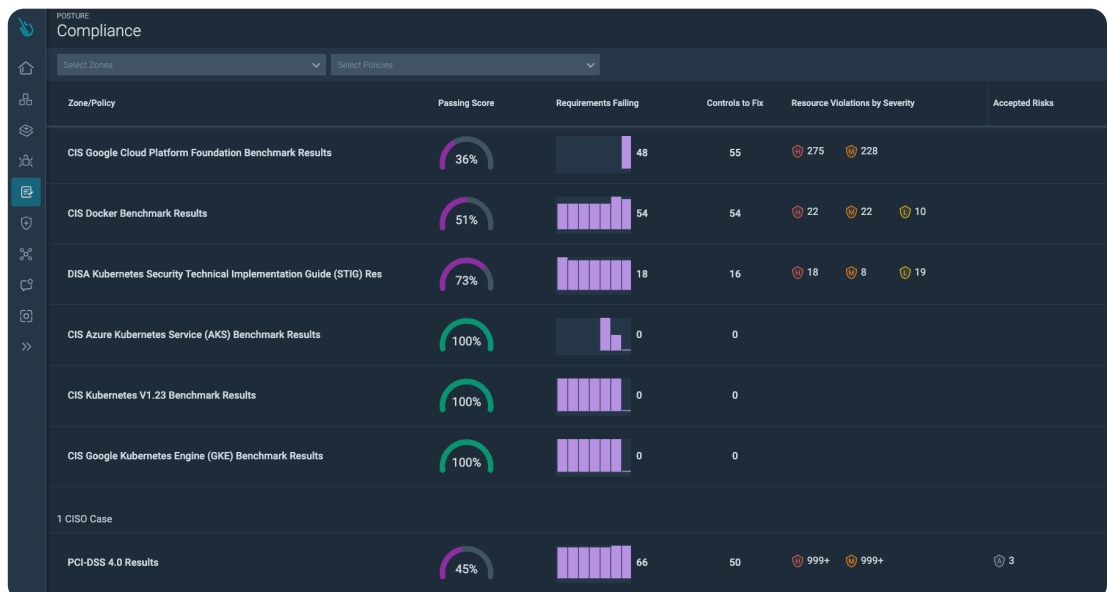 POSTURE
Compliance
Select Zones Select Policies
Zone/Policy Passing Score Requirements Failing Controls to Fix Resource Violations by Severity Accepted Risks
CIS Google Cloud Platform Foundation Benchmark Results 36% 48 55 H 275 M 228
CIS Docker Benchmark Results 51% 54 54 H 22 M 22 L 10
DISA Kubernetes Security Technical Implementation Guide (STIG) Res 73% 18 16 H 18 M 8 L 19
CIS Azure Kubernetes Service (AKS) Benchmark Results 100% 0 0
CIS Kubernetes V1.23 Benchmark Results 100% 0 0
CIS Google Kubernetes Engine (GKE) Benchmark Results 100% 0 0
1 CISO Case
PCI-DSS 4.0 Results 45% 66 50 H 999+ M 999+ A 3